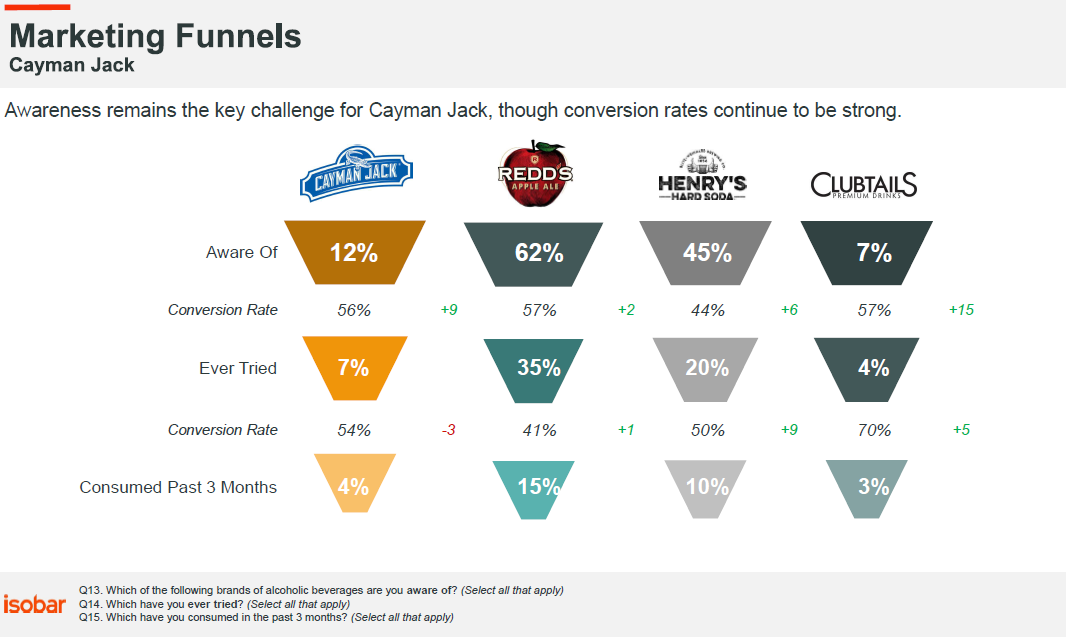 Marketing Funnels
Cayman Jack
Awareness remains the key challenge for Cayman Jack, though conversion rates continue to be strong.
CAYMAN JACK
REDD'S
APPLE ALE
HENRY'S
HARD SODA
CLUBTAILS
PREMIUM DRINKS
Aware Of 12% 62% 45% 7%
Conversion Rate 56% +9 57% +2 44% +6 57% +15
Ever Tried 7% 35% 20% 4%
Conversion Rate 54% -3 41% +1 50% +9 70% +5
Consumed Past 3 Months 4% 15% 10% 3%
isobar
Q13. Which of the following brands of alcoholic beverages are you aware of? (Select all that apply)
Q14. Which have you ever tried? (Select all that apply)
Q15. Which have you consumed in the past 3 months? (Select all that apply)